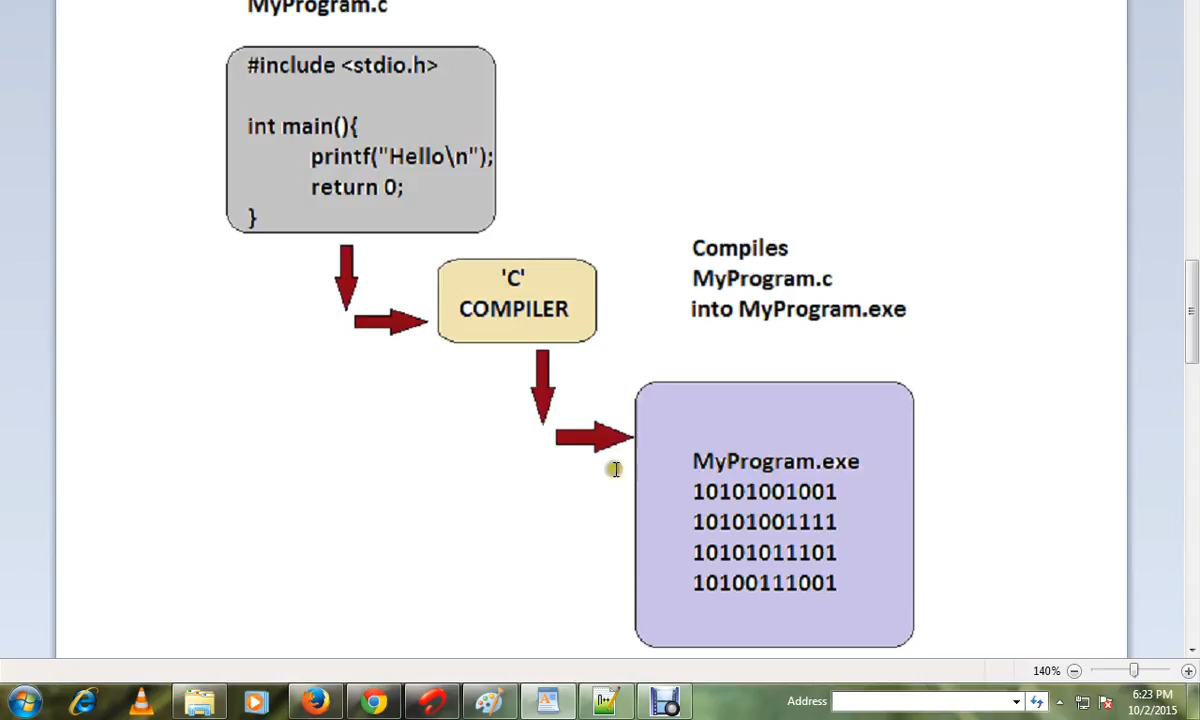 MyProgram.c
#include <stdio.h>
int main(){
printf("Hello\n");
return 0;
}
'C'
COMPILER
Compiles
MyProgram.c
into MyProgram.exe
MyProgram.exe
10101001001
10101001111
10101011101
10100111001
140%
Address
6:23 PM
10/2/2015